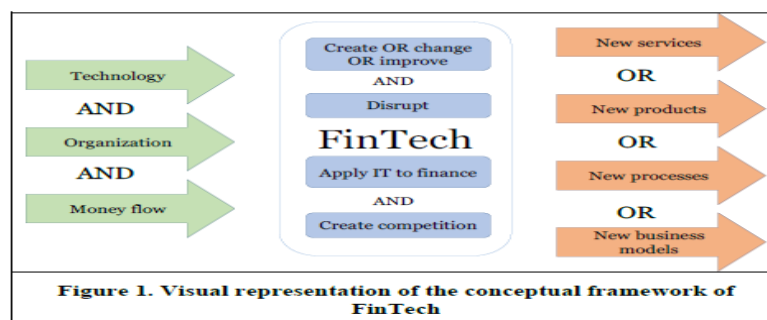 Technology
AND
Organization
AND
Money flow
Create OR change
OR improve
AND
Disrupt
FinTech
Apply IT to finance
AND
Create competition
New services
OR
New products
OR
New processes
OR
New business
models
Figure 1. Visual representation of the conceptual framework of
FinTech